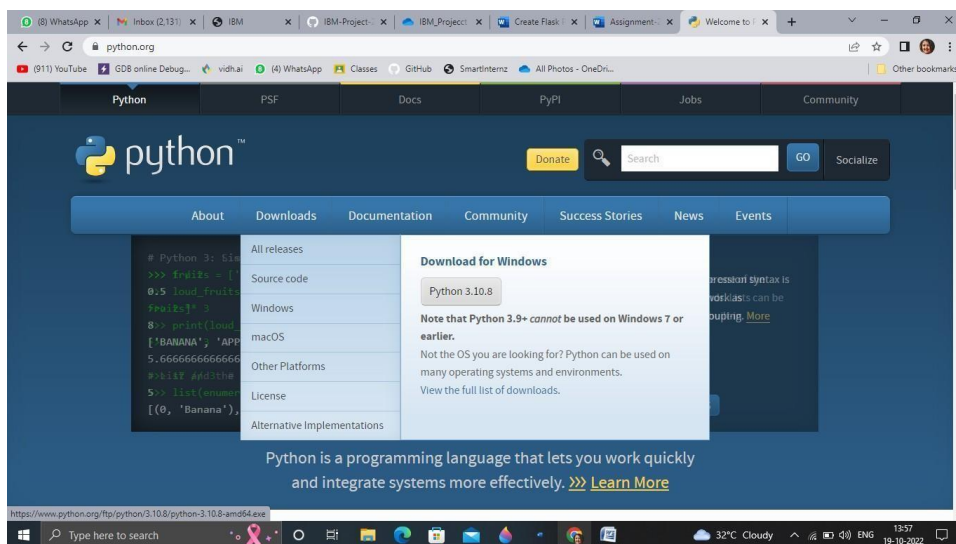 (8) WhatsApp
Inbox (2,131)
IBM
IBM-Project-
IBM_Project
Create Flask
Assignment-
Welcome to
python.org
(911) YouTube
GDB online Debug...
vidh.ai
(4) WhatsApp
Classes
GitHub
SmartInternz
All Photos - OneDri...
Other bookmarks
Python
PSF
Docs
PyPI
Jobs
Community
python™
Donate
Search
GO
Socialize
About
Downloads
Documentation
Community
Success Stories
News
Events
All releases
Source code
Windows
macOS
Other Platforms
License
Alternative Implementations
Download for Windows
Python 3.10.8
Note that Python 3.9+ cannot be used on Windows 7 or
earlier.
Not the OS you are looking for? Python can be used on
many operating systems and environments.
View the full list of downloads.
# Python 3: Sim
>>> print(loud_
['BANANA', 'APP
5.6666666666666
>> list(enumer
[(0, 'Banana'),
More
Python is a programming language that lets you work quickly
and integrate systems more effectively. >>> Learn More
https://www.python.org/ftp/python/3.10.8/python-3.10.8-amd64.exe
Type here to search
32°C Cloudy
ENG
13:57
19-10-2022